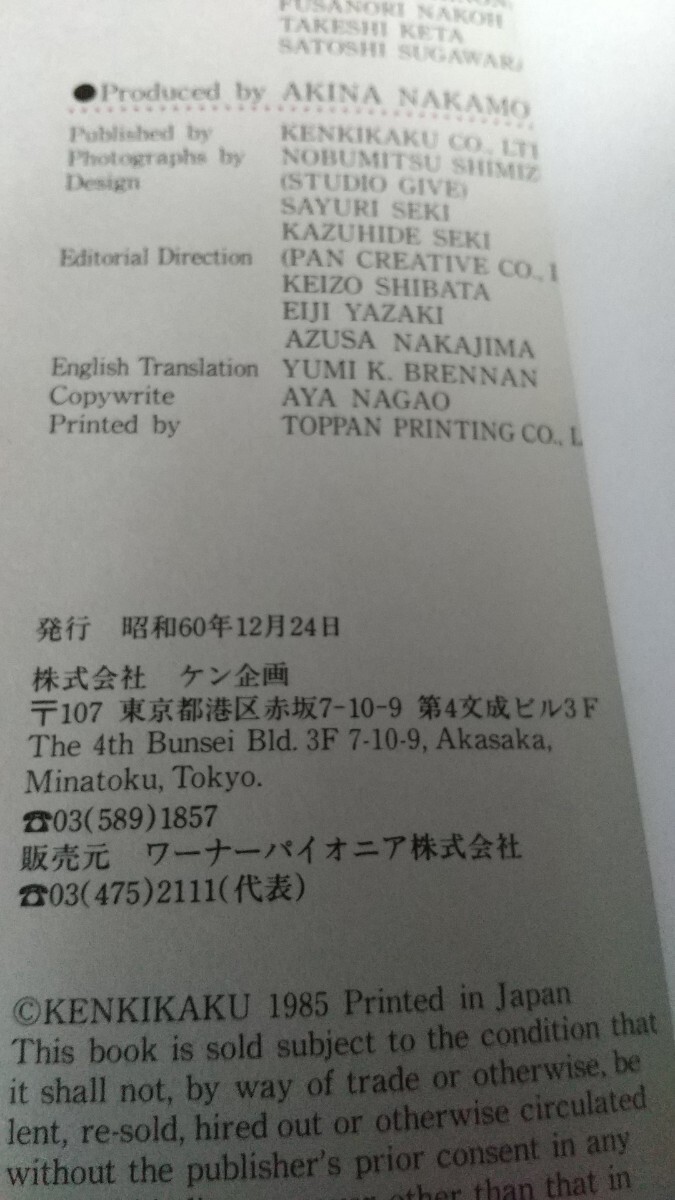 FUSANORI NAKOH
TAKESHI KETA
SATOSHI SUGAWAR
●Produced by AKINA NAKAMO
Published by KENKIKAKU CO., LT
Photographs by NOBUMITSU SHIMIZ
Design (STUDIO GIVE)
SAYURI SEKI
KAZUHIDE SEKI
Editorial Direction (PAN CREATIVE CO.,
KEIZO SHIBATA
EIJI YAZAKI
AZUSA NAKAJIMA
English Translation YUMI K. BRENNAN
Copywrite AYA NAGAO
Printed by TOPPAN PRINTING CO., L
発行 昭和60年12月24日
株式会社 ケン企画
〒107 東京都港区赤坂7-10-9 第4文成ビル3F
The 4th Bunsei Bld. 3F 7-10-9, Akasaka,
Minatoku, Tokyo.
☎03(589)1857
販売元 ワーナーパイオニア株式会社
☎03(475)2111(代表)
©KENKIKAKU 1985 Printed in Japan
This book is sold subject to the condition that
it shall not, by way of trade or otherwise, be
lent, re-sold, hired out or otherwise circulated
without the publisher's prior consent in any
other than that in